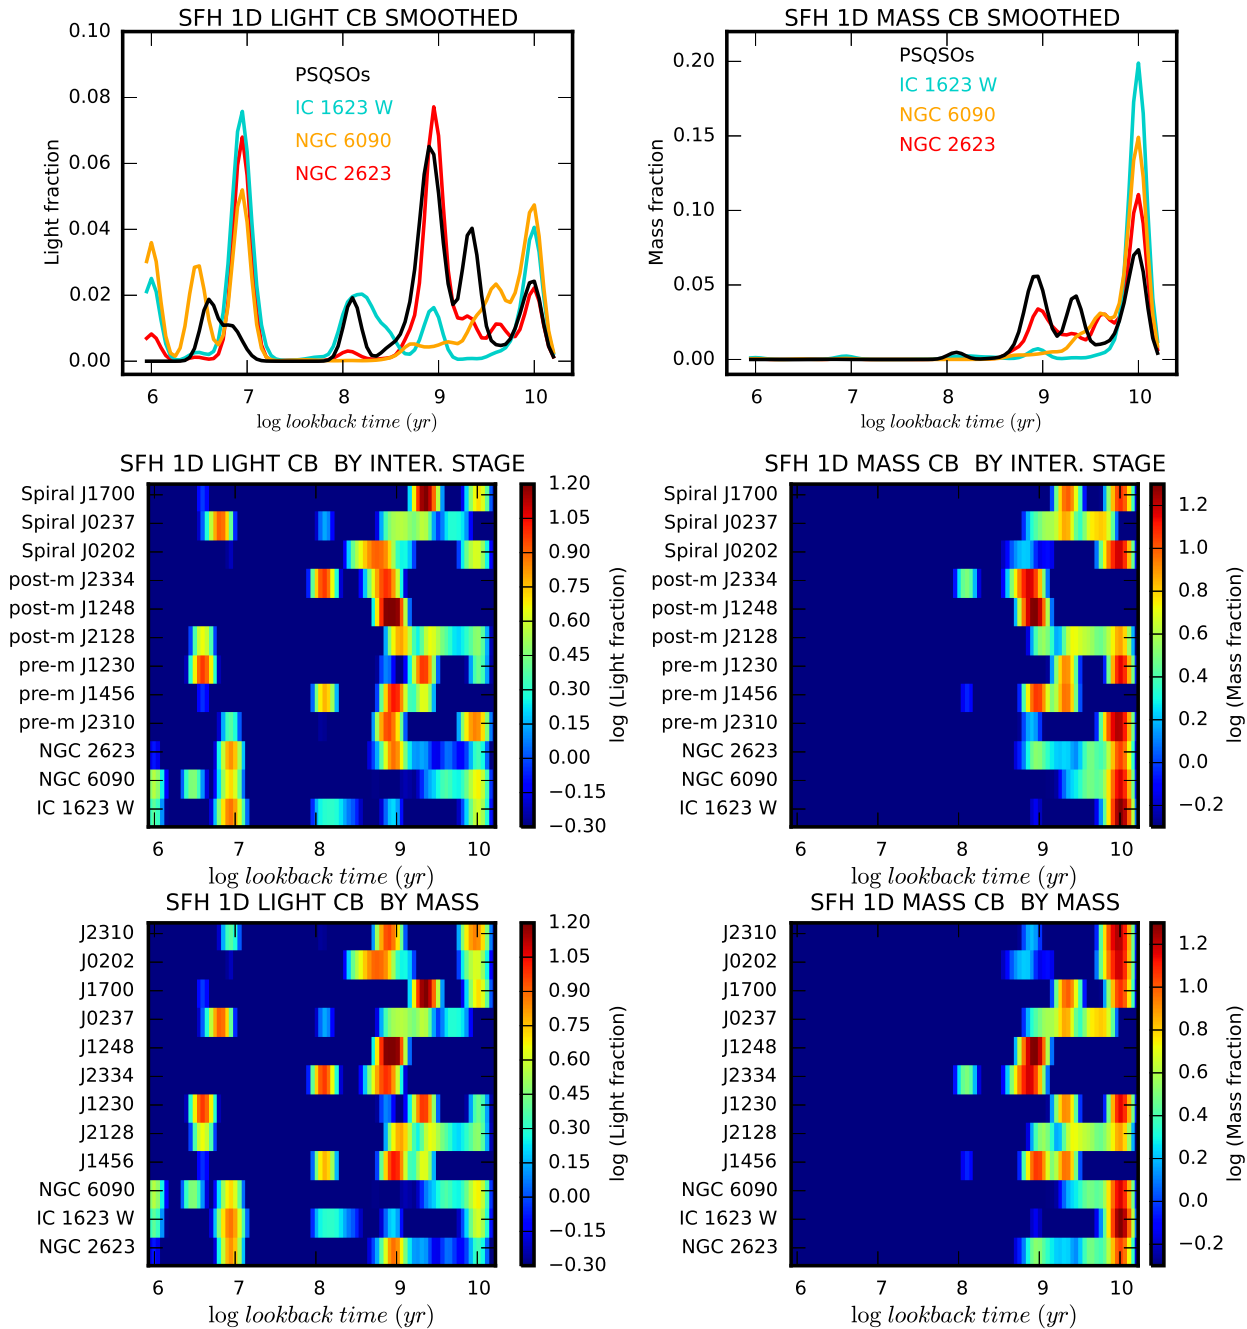 SFH 1D LIGHT CB SMOOTHED
0.10
0.08
0.06
0.04
0.02
0.00
Light fraction
PSQSOs
IC 1623 W
NGC 6090
NGC 2623
6 7 8 9 10
log lookback time (yr)
SFH 1D MASS CB SMOOTHED
0.20
0.15
0.10
0.05
0.00
Mass fraction
PSQSOs
IC 1623 W
NGC 6090
NGC 2623
6 7 8 9 10
log lookback time (yr)
SFH 1D LIGHT CB BY INTER. STAGE
Spiral J1700
Spiral J0237
Spiral J0202
post-m J2334
post-m J1248
post-m J2128
pre-m J1230
pre-m J1456
pre-m J2310
NGC 2623
NGC 6090
IC 1623 W
6 7 8 9 10
log lookback time (yr)
1.20
1.05
0.90
0.75
0.60
0.45
0.30
0.15
0.00
−0.15
−0.30
log (Light fraction)
SFH 1D MASS CB BY INTER. STAGE
Spiral J1700
Spiral J0237
Spiral J0202
post-m J2334
post-m J1248
post-m J2128
pre-m J1230
pre-m J1456
pre-m J2310
NGC 2623
NGC 6090
IC 1623 W
6 7 8 9 10
log lookback time (yr)
1.2
1.0
0.8
0.6
0.4
0.2
0.0
−0.2
log (Mass fraction)
SFH 1D LIGHT CB BY MASS
J2310
J0202
J1700
J0237
J1248
J2334
J1230
J2128
J1456
NGC 6090
IC 1623 W
NGC 2623
6 7 8 9 10
log lookback time (yr)
1.20
1.05
0.90
0.75
0.60
0.45
0.30
0.15
0.00
−0.15
−0.30
log (Light fraction)
SFH 1D MASS CB BY MASS
J2310
J0202
J1700
J0237
J1248
J2334
J1230
J2128
J1456
NGC 6090
IC 1623 W
NGC 2623
6 7 8 9 10
log lookback time (yr)
1.2
1.0
0.8
0.6
0.4
0.2
0.0
−0.2
log (Mass fraction)